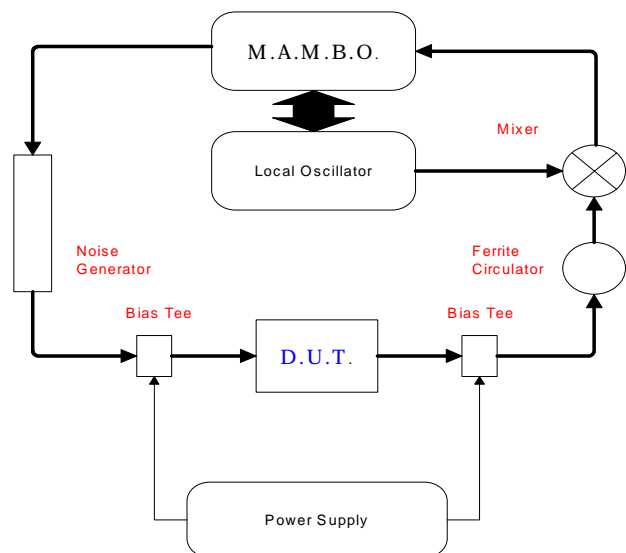 M.A.M.B.O.
Mixer
Local Oscillator
Noise
Generator
Ferrite
Circulator
Bias Tee
Bias Tee
D.U.T.
Power Supply